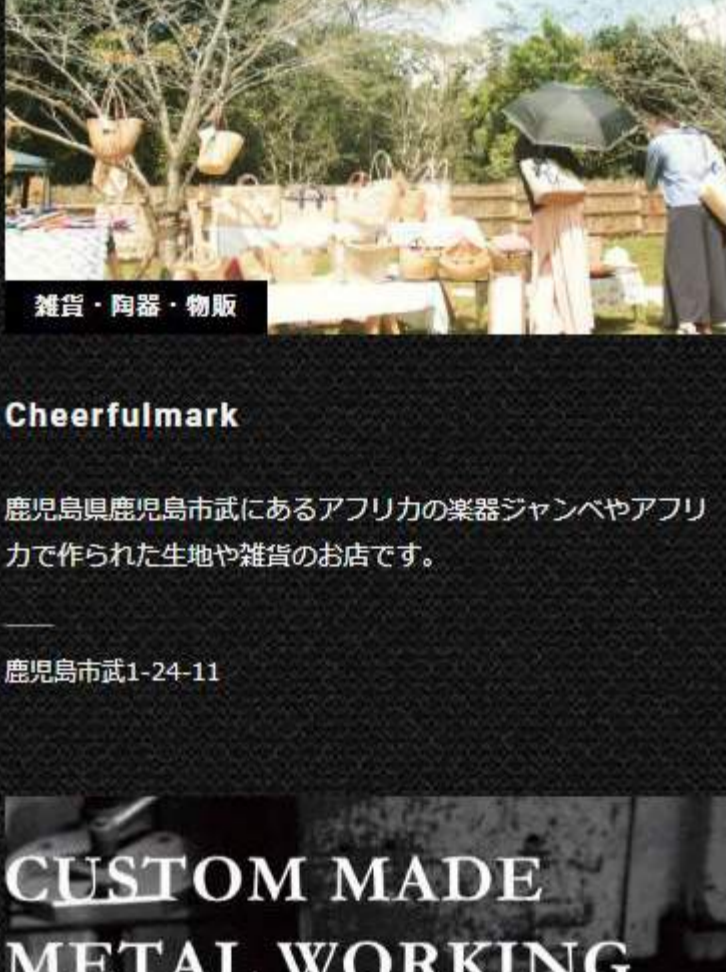 雑貨・陶器・物販
Cheerfulmark
鹿児島県鹿児島市武にあるアフリカの楽器ジャンベやアフリ
カで作られた生地や雑貨のお店です。
鹿児島市武1-24-11
CUSTOM MADE
METAL WORKING